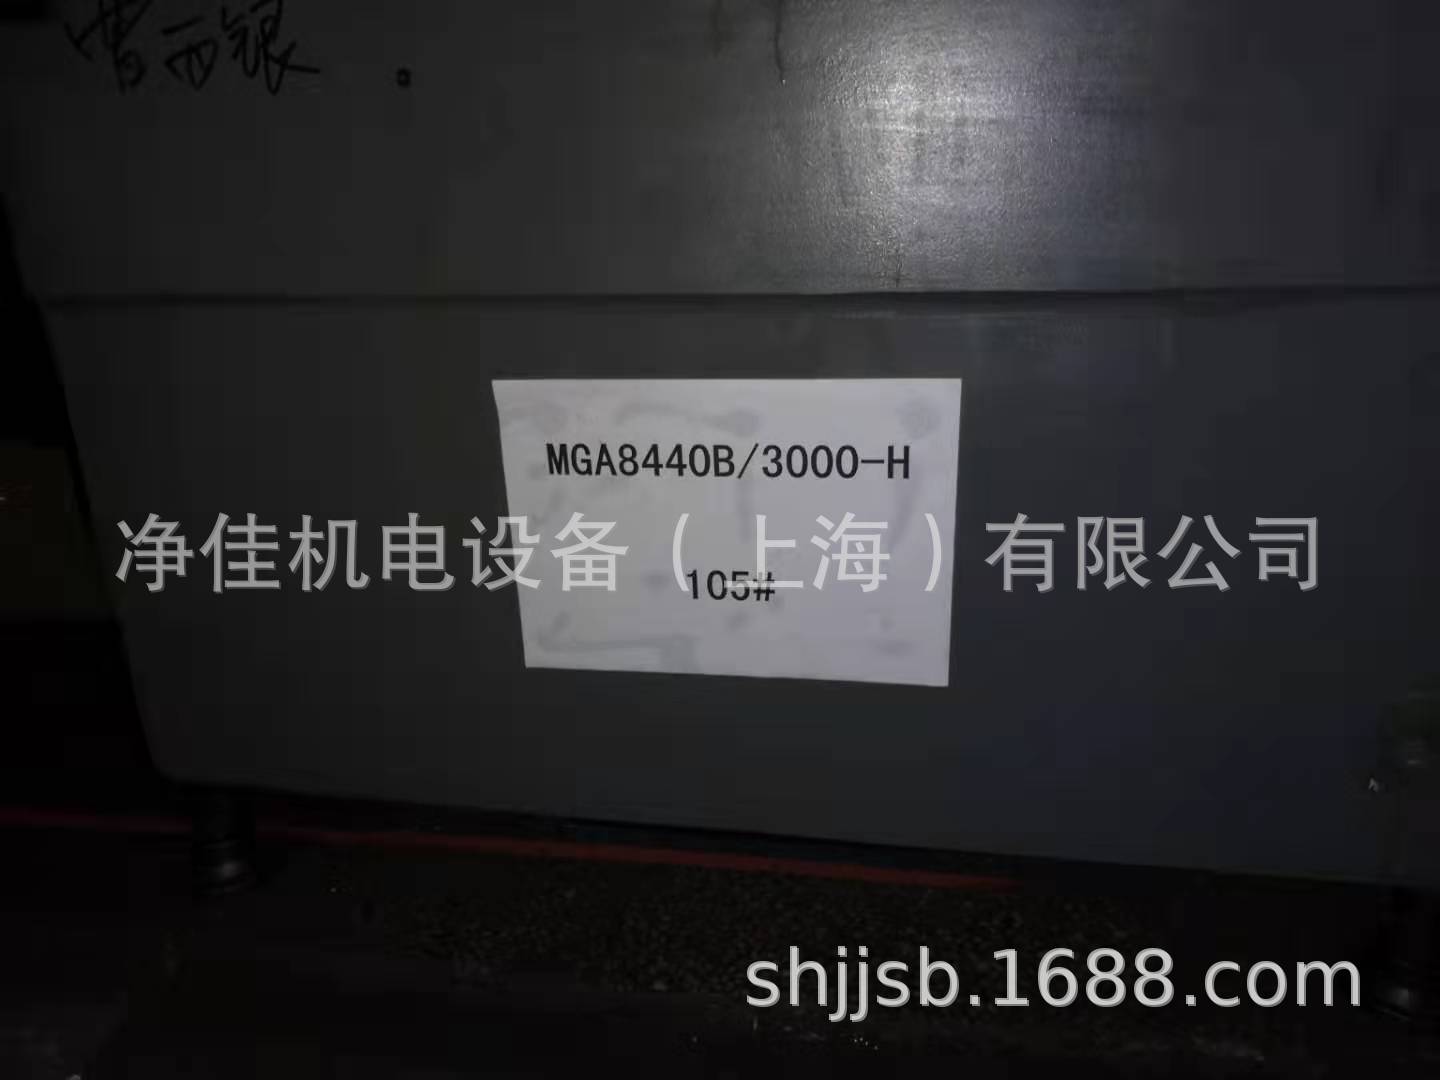 MGA8440B/3000-H
净佳机电设备(上海)有限公司
105#
shjjsb.1688.com